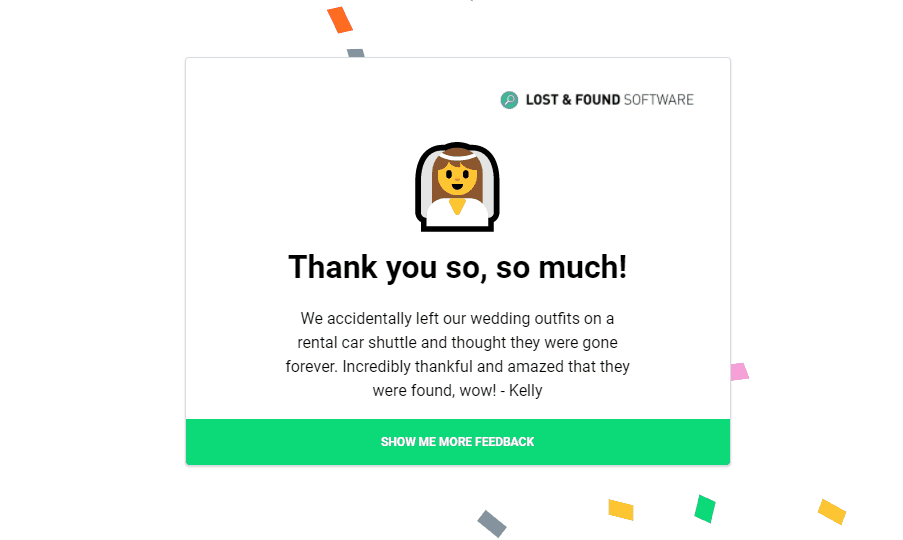 LOST & FOUND SOFTWARE
Thank you so, so much!
We accidentally left our wedding outfits on a
rental car shuttle and thought they were gone
forever. Incredibly thankful and amazed that they
were found, wow! - Kelly
SHOW ME MORE FEEDBACK